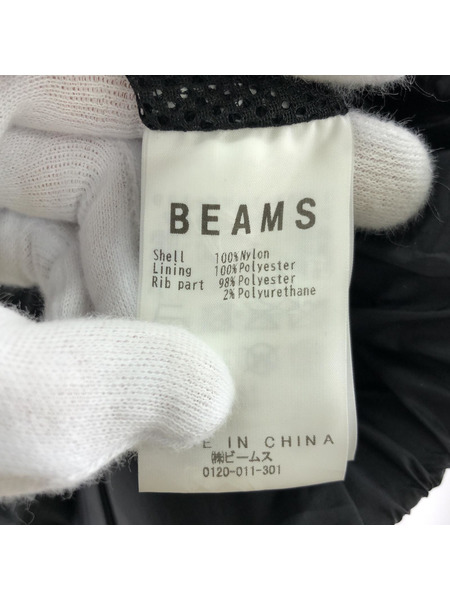 BEAMS
Shell 100%Nylon
Lining 100%Polyester
Rib part 98%Polyester
2%Polyurethane
IN CHINA
㈱ビームス
0120-011-301